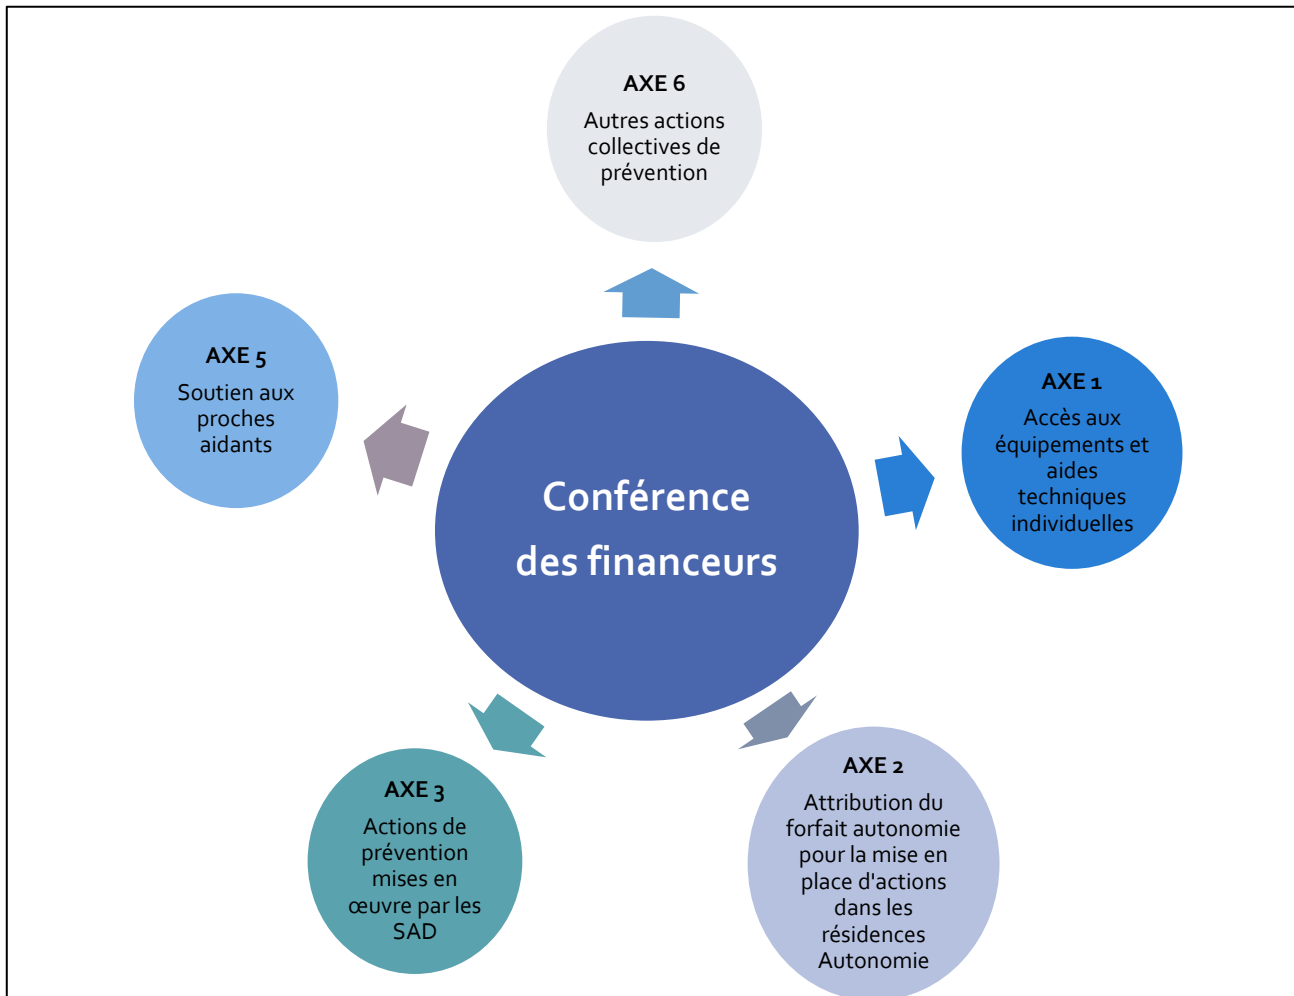 AXE 6
Autres actions
collectives de
prévention
AXE 5
Soutien aux
proches
aidants
AXE 1
Accès aux
équipements et
aides
techniques
individuelles
Conférence
des financeurs
AXE 3
Actions de
prévention
mises en
œuvre par les
SAD
AXE 2
Attribution du
forfait autonomie
pour la mise en
place d'actions
dans les
résidences
Autonomie